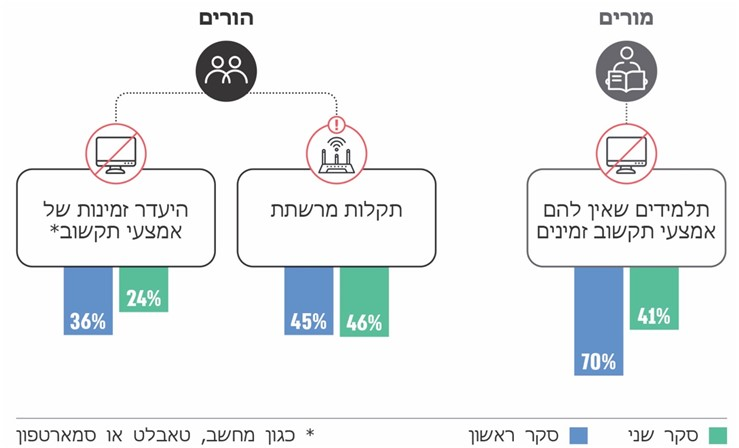 מורים
הורים
תלמידים שאין להם
אמצעי תקשוב זמינים
70%
41%
תקלות מרשתת
45%
46%
היעדר זמינות של
אמצעי תקשוב*
36%
24%
סקר שני
סקר ראשון
* כגון מחשב, טאבלט או סמארטפון